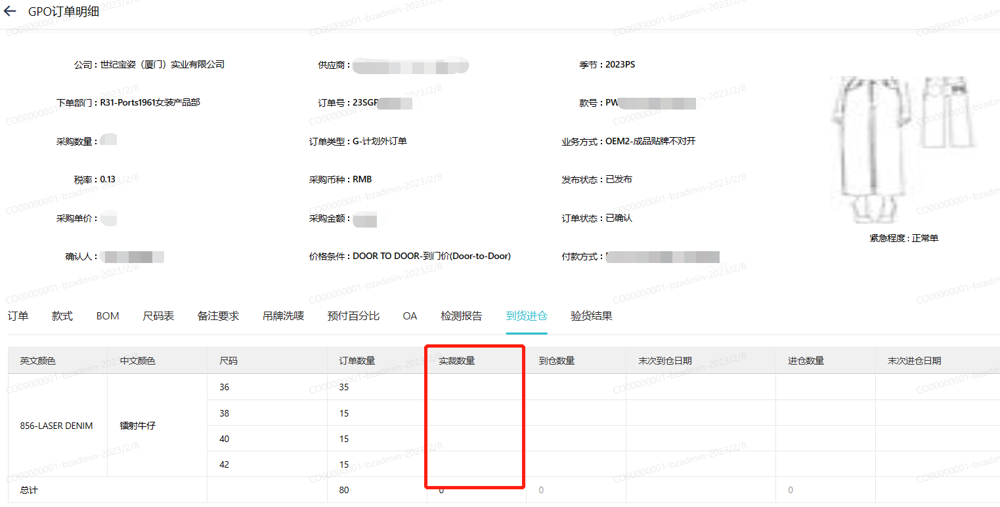 GPO订单明细
公司 : 世纪宝姿（厦门）实业有限公司
供应商 :
季节 : 2023PS
下单部门 : R31-Ports1961女装产品部
订单号 : 23SGP
款号 : PW
采购数量 :
订单类型 : G-计划外订单
业务方式 : OEM2-成品贴牌不对开
税率 : 0.13
采购币种 : RMB
发布状态 : 已发布
采购单价 :
采购金额 :
订单状态 : 已确认
紧急程度 : 正常单
确认人 :
价格条件 : DOOR TO DOOR-到门价(Door-to-Door)
付款方式 :
订单 款式 BOM 尺码表 备注要求 吊牌洗唛 预付百分比 OA 检测报告 到货进仓 验货结果
英文颜色 中文颜色 尺码 订单数量 实裁数量 到仓数量 末次到仓日期 进仓数量 末次进仓日期
36 35
38 15
856-LASER DENIM 镭射牛仔
40 15
42 15
总计 80 0 0 0
CO00000001-bzadmin-2023/2/8